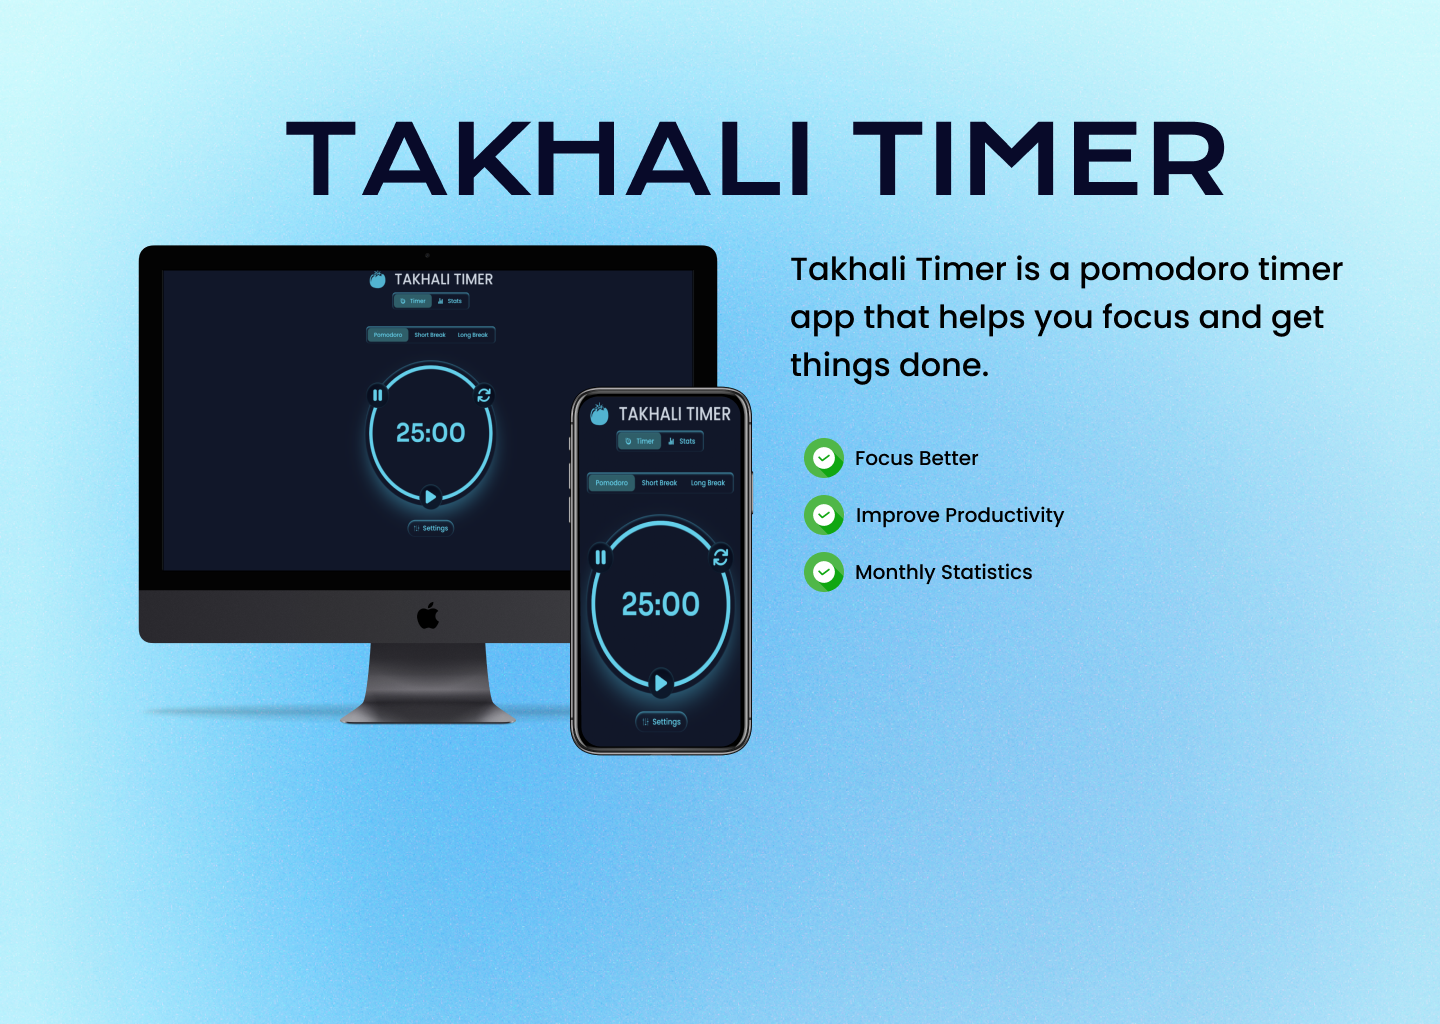 TAKHALI TIMER
TAKHALI TIMER
Timer Stats
Pomodoro Short Break Long Break
25:00
Settings
TAKHALI TIMER
Timer Stats
Pomodoro Short Break Long Break
25:00
Settings
Takhali Timer is a pomodoro timer
app that helps you focus and get
things done.
Focus Better
Improve Productivity
Monthly Statistics